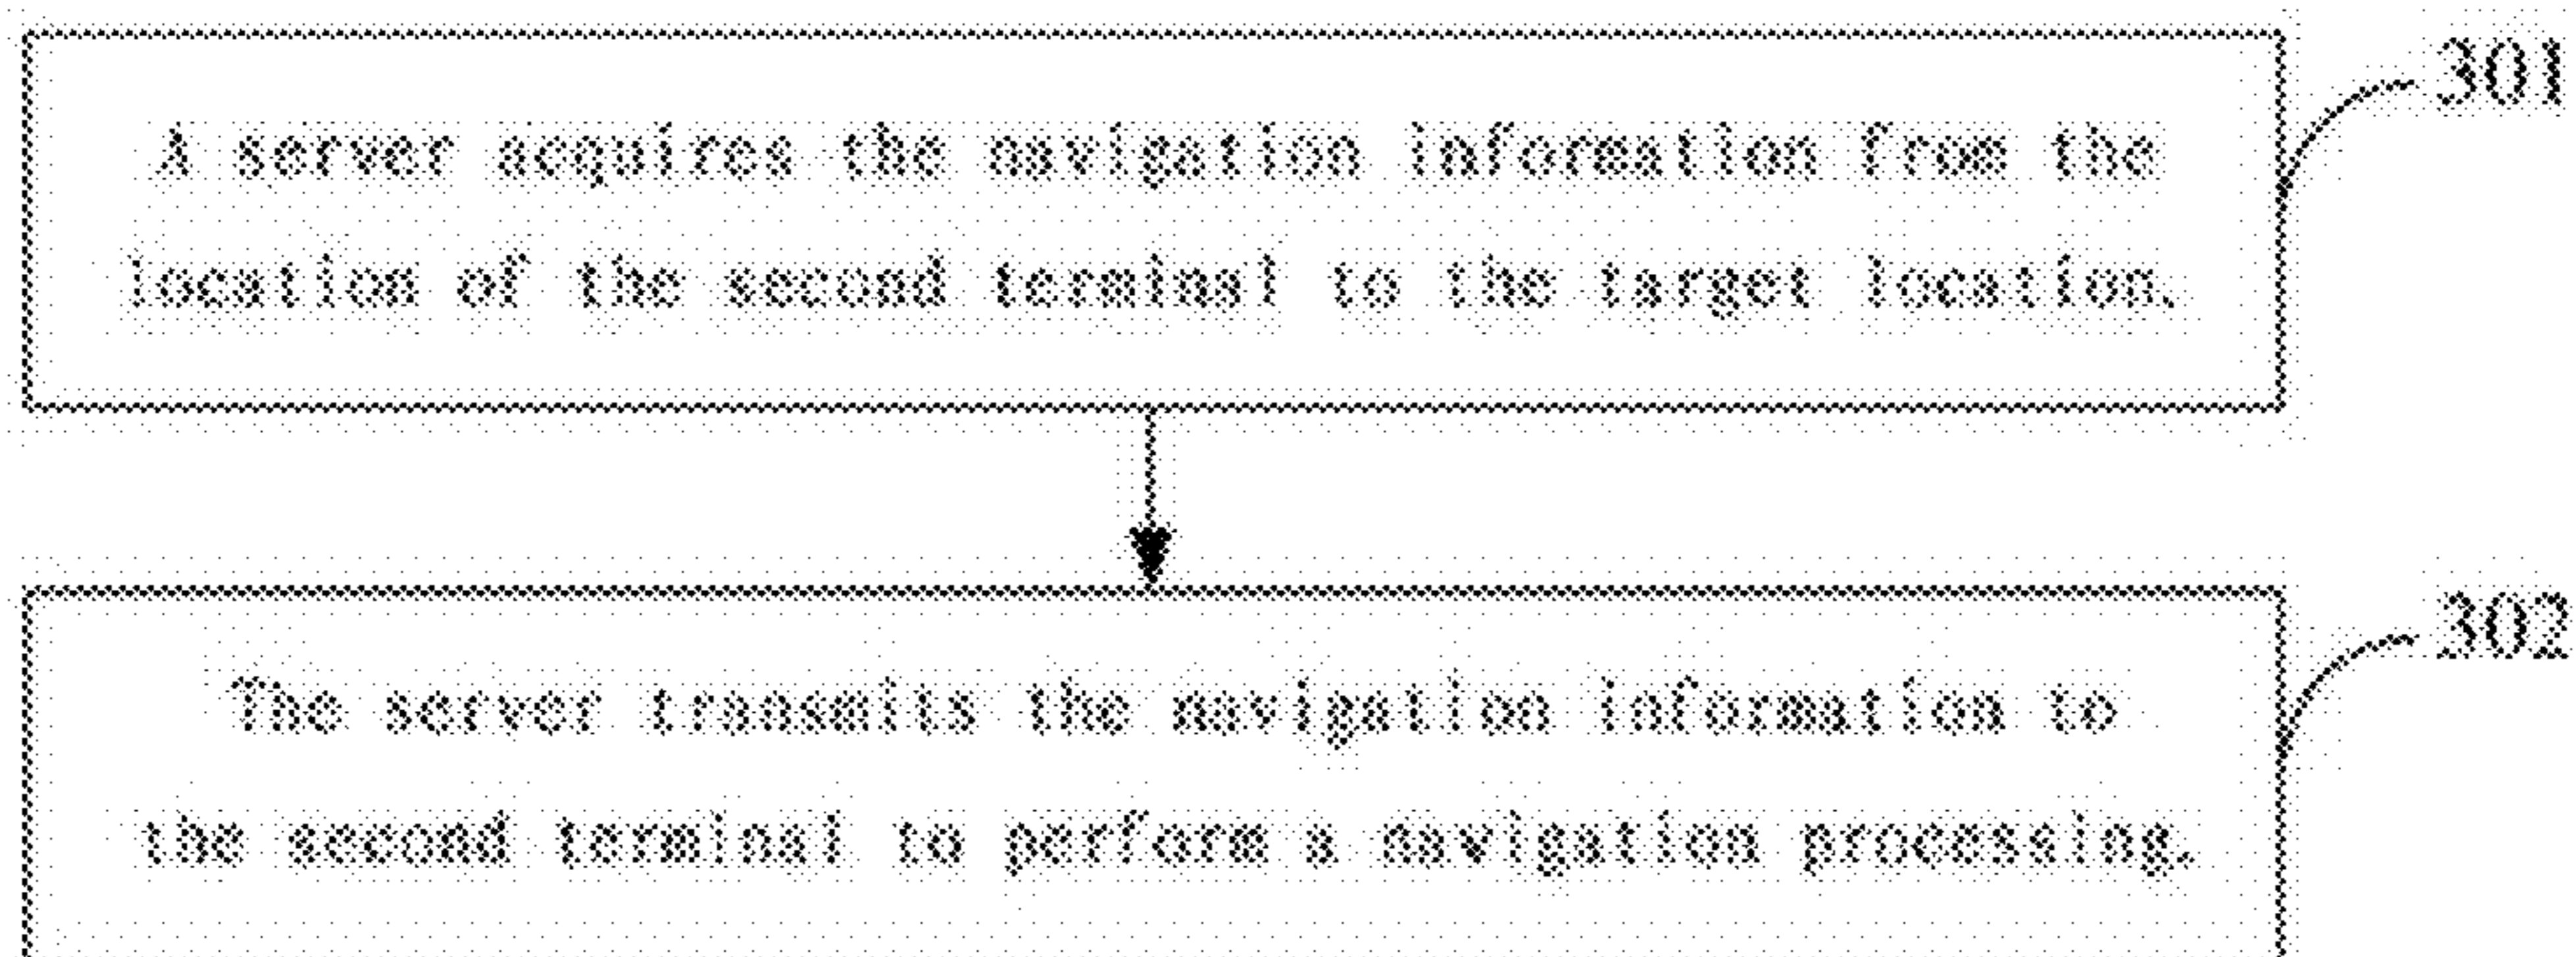 301
A server acquires the navigation information from the
location of the second terminal to the target location.
302
The server transmits the navigation information to
the second terminal to perform a navigation processing.